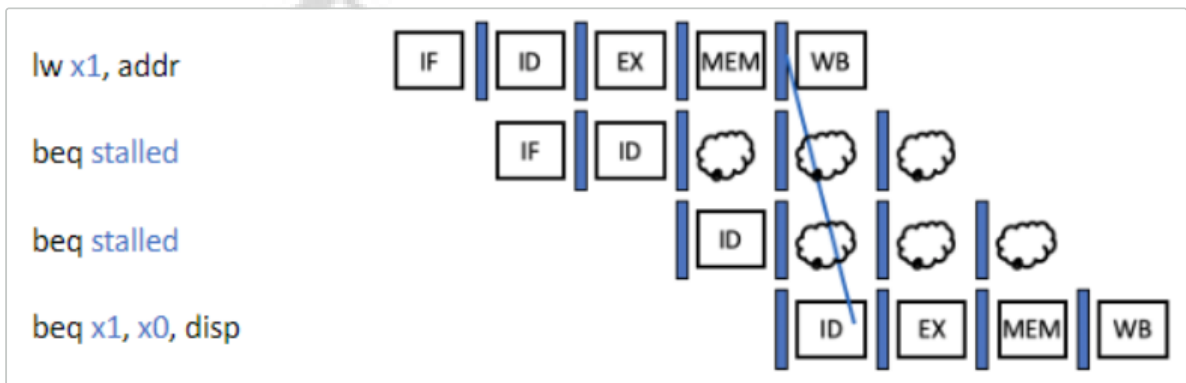 lw x1, addr IF ID EX MEM WB
beq stalled IF ID
beq stalled ID
beq x1, x0, disp ID EX MEM WB